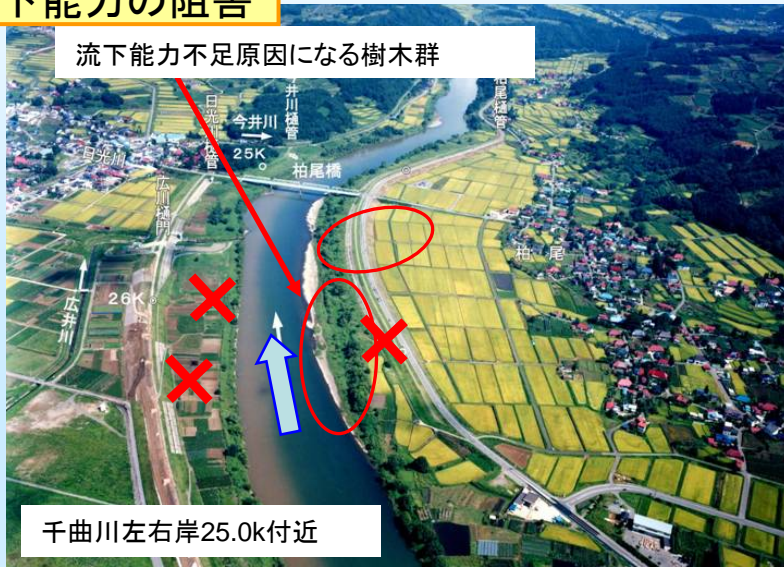 下能力の阻害
流下能力不足原因になる樹木群
今井川樋管
柏尾樋管
日光川樋管
今井川
25K
日光川
柏尾橋
広川樋門
柏尾
26K
広井川
千曲川左右岸25.0k付近